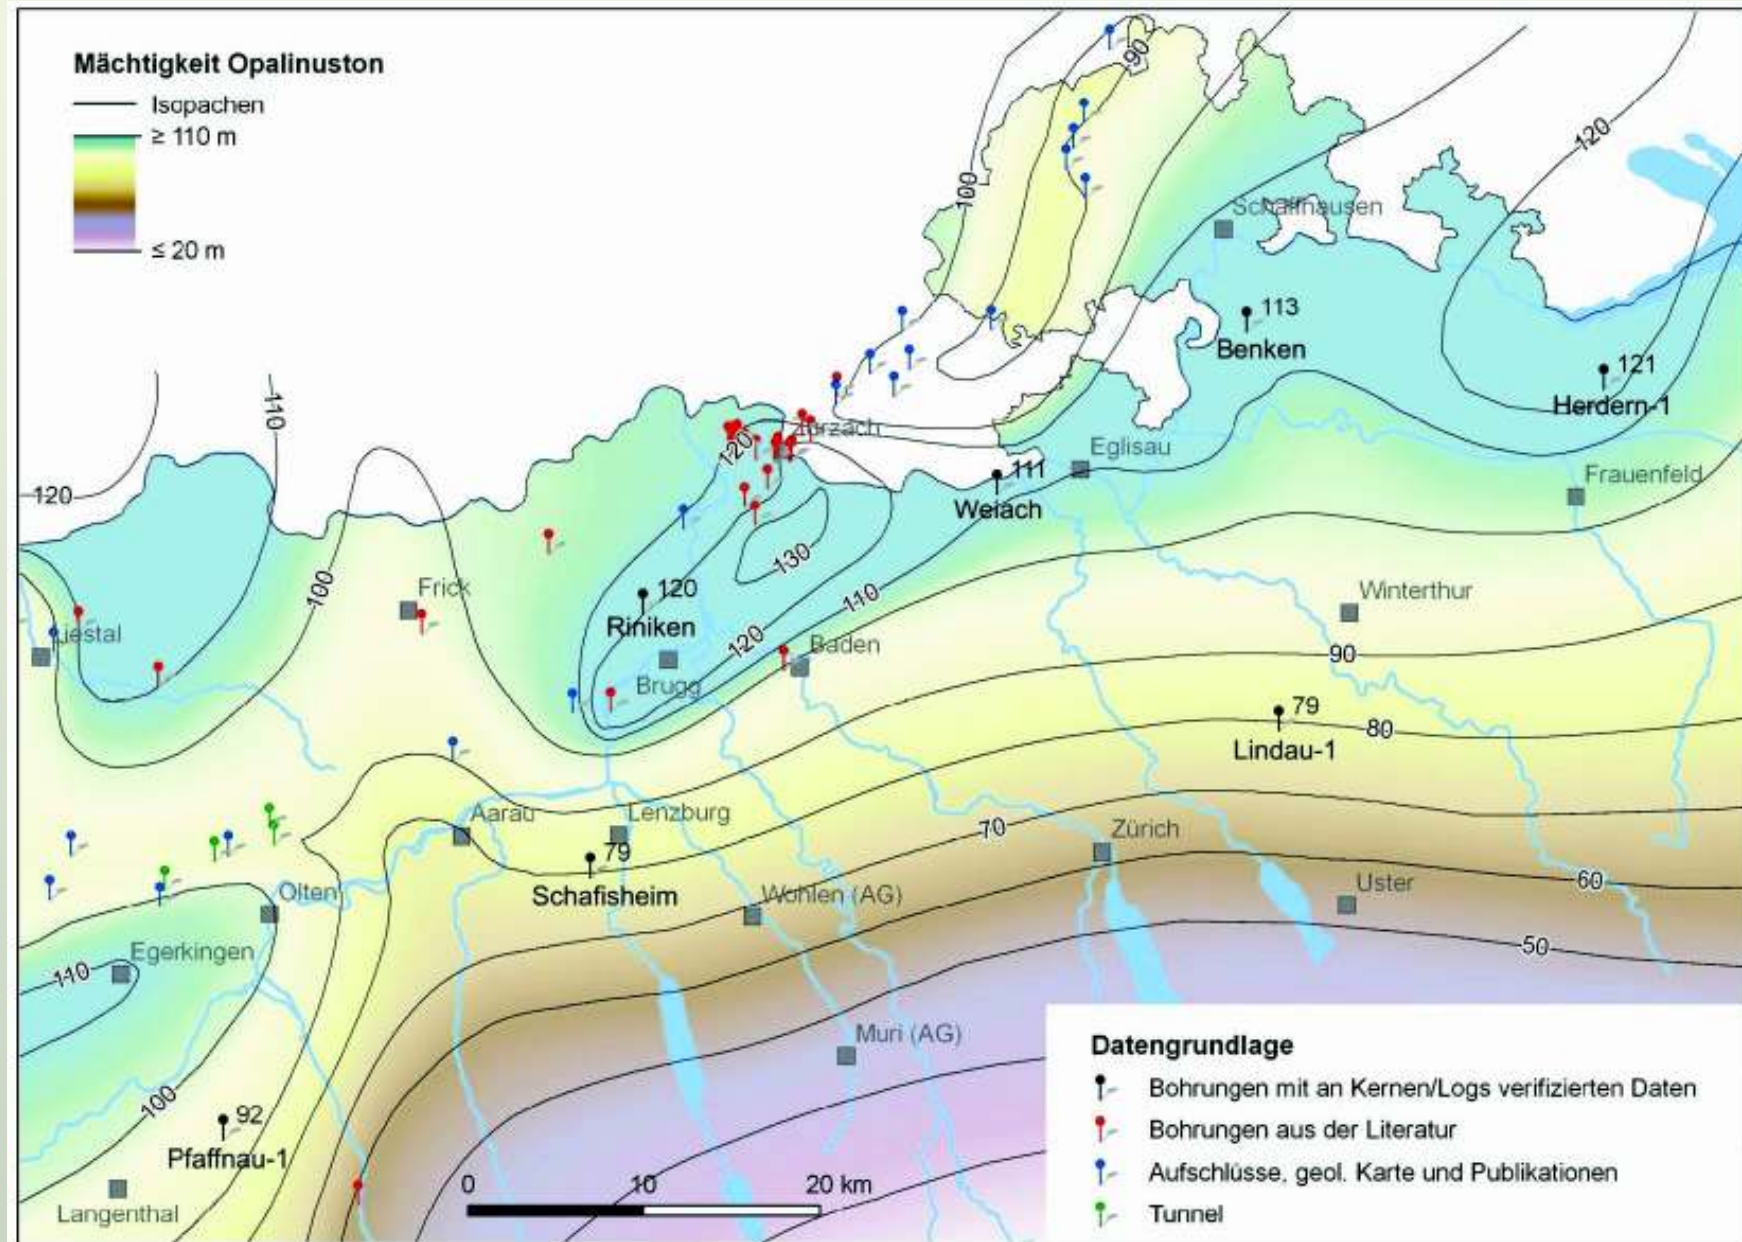 Mächtigkeit Opalinuston
Isopachen
≥ 110 m
≤ 20 m
90
100
120
Schaffhausen
113
Benken
121
Herdern-1
110
120
Zurzach
111
Weiach
Eglisau
Frauenfeld
120
130
100
Frick
120
Riniken
110
120
Baden
Brugg
Liestal
Winterthur
90
79
Lindau-1
80
Aarau
Lenzburg
70
Zürich
79
Schafisheim
Wohlen (AG)
60
Uster
Olten
50
Egerkingen
110
Muri (AG)
100
92
Pfaffnau-1
Langenthal
0 10 20 km
Datengrundlage
Bohrungen mit an Kernen/Logs verifizierten Daten
Bohrungen aus der Literatur
Aufschlüsse, geol. Karte und Publikationen
Tunnel